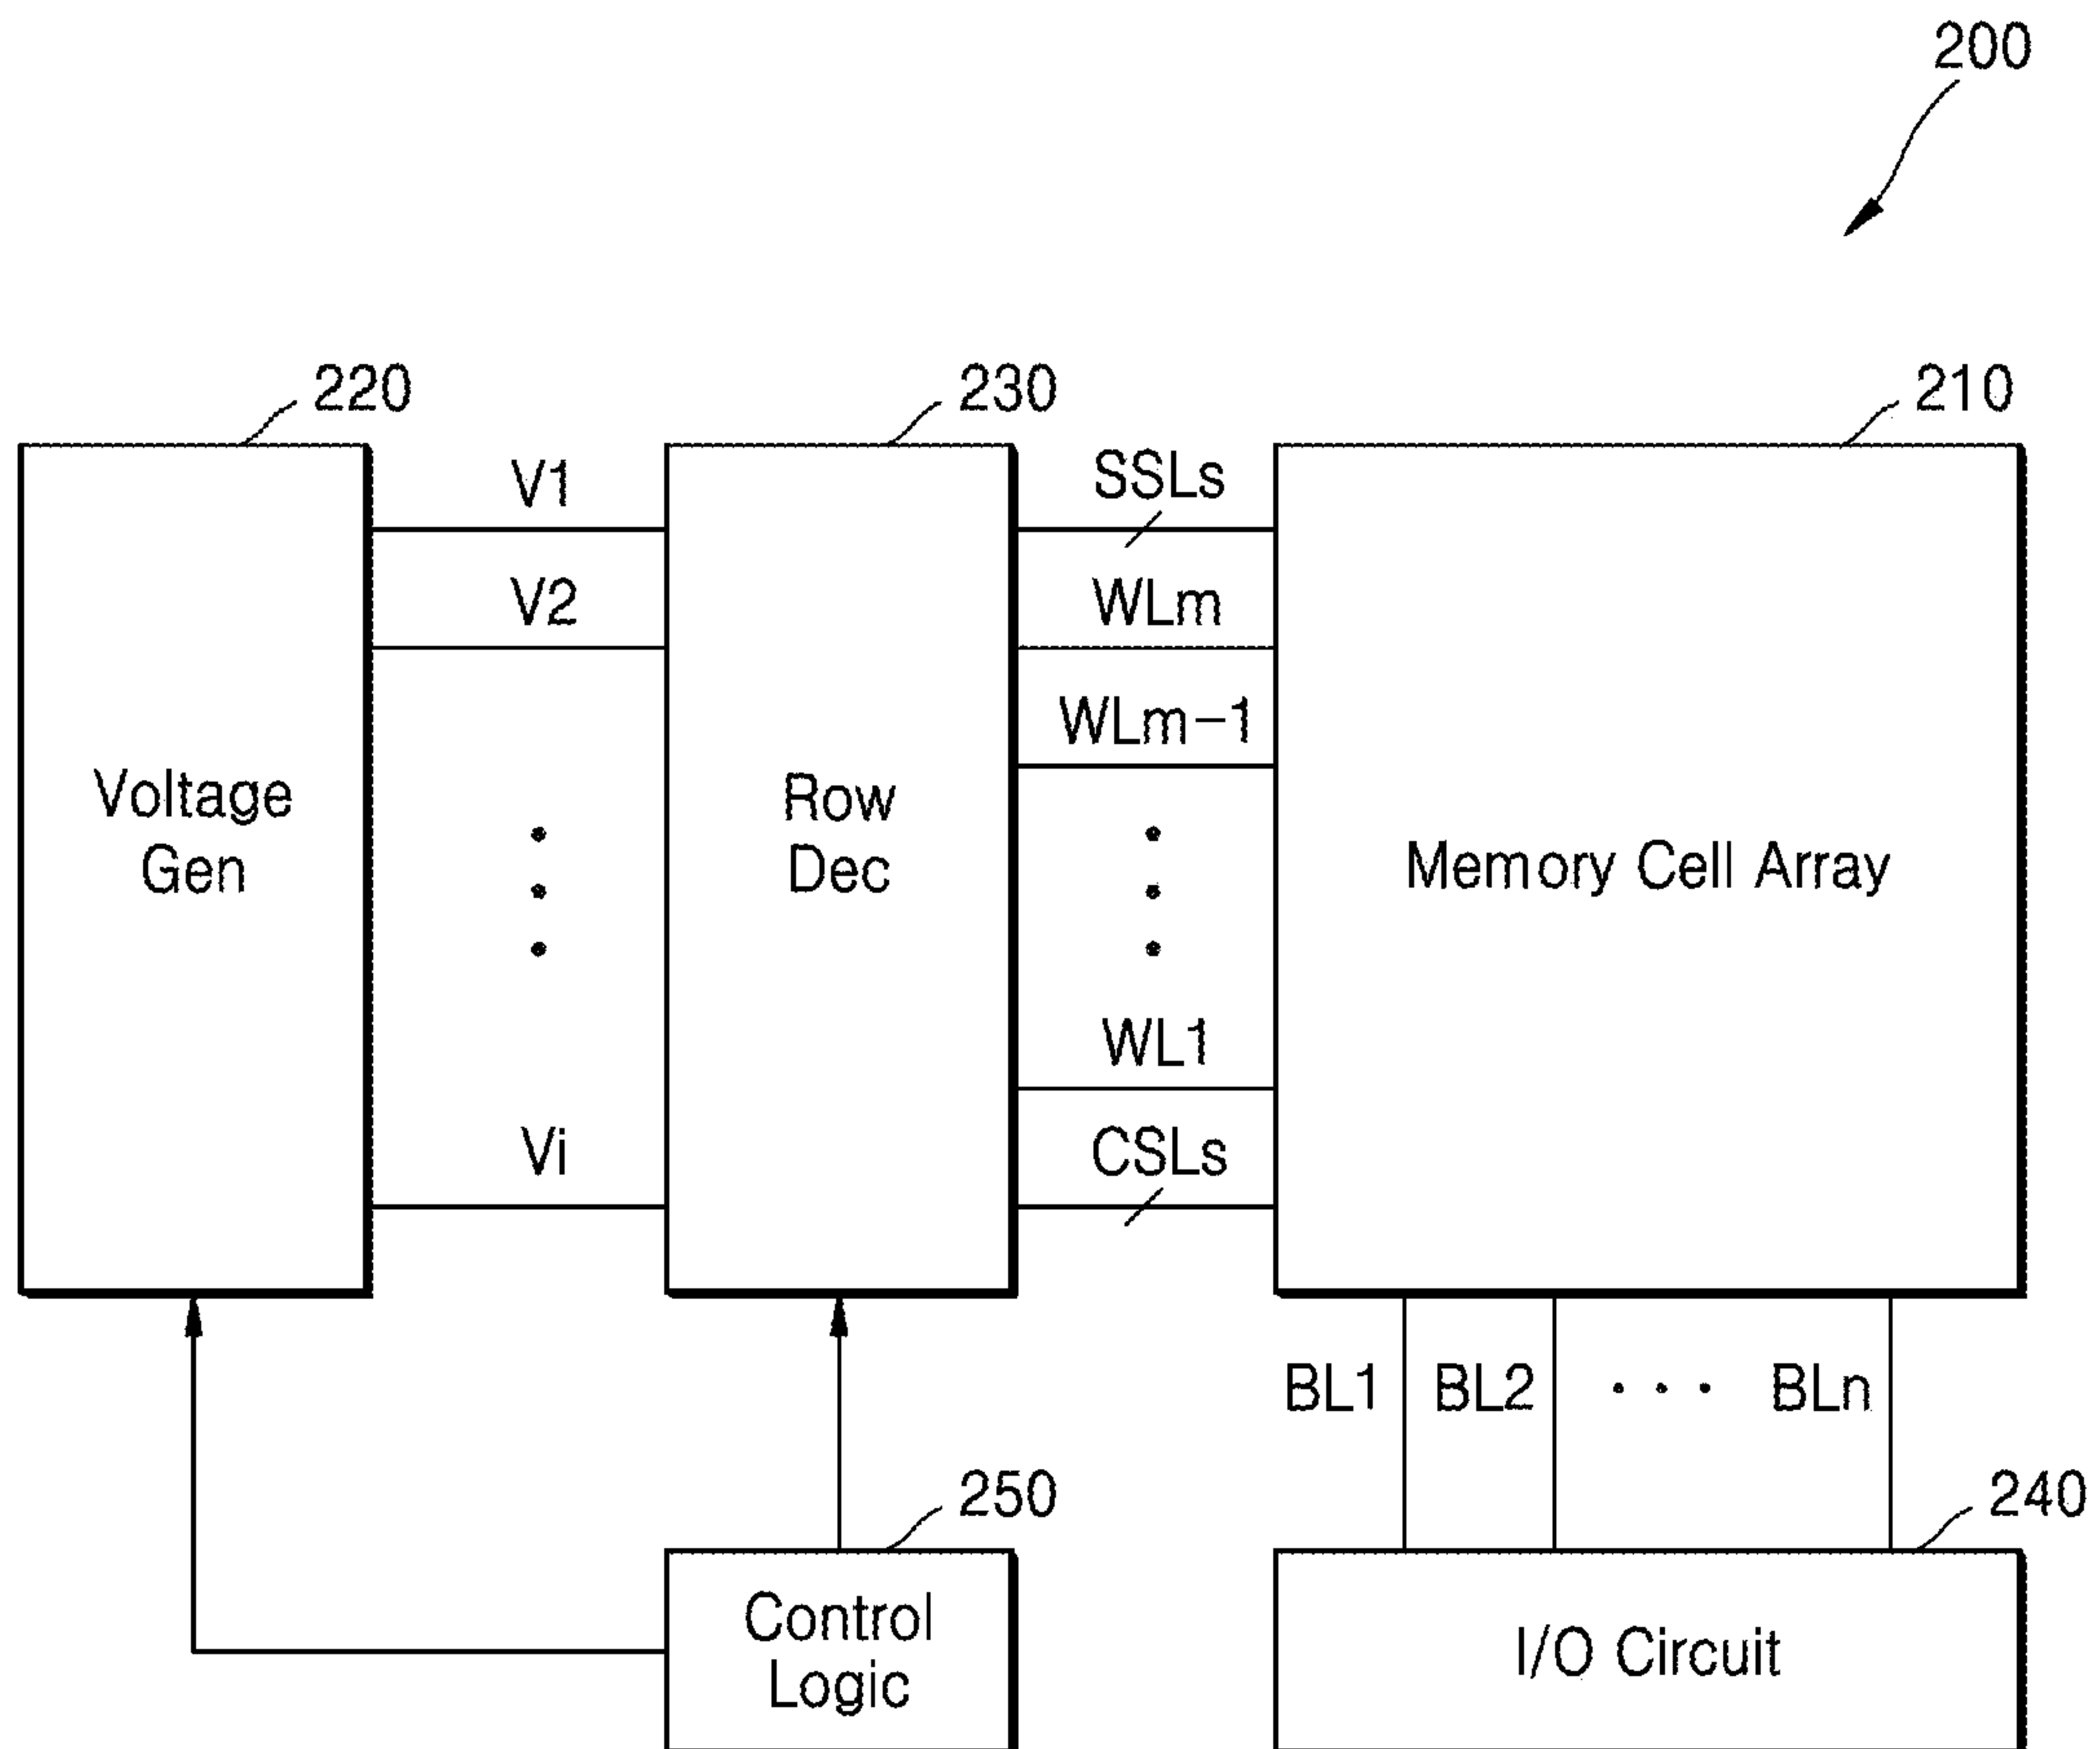 200
220
230
210
V1
SSLs
V2
WLm
WLm-1
Voltage
Gen
Row
Dec
Memory Cell Array
WL1
Vi
CSLs
BL1 BL2 ··· BLn
250
240
Control
Logic
I/O Circuit